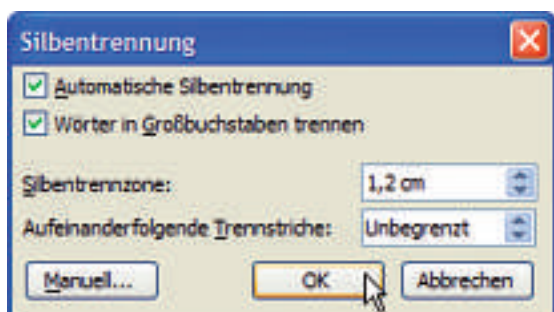 Silbentrennung
Automatische Silbentrennung
Wörter in Großbuchstaben trennen
Silbentrennzone: 1,2 cm
Aufeinanderfolgende Trennstriche: Unbegrenzt
Manuell... OK Abbrechen